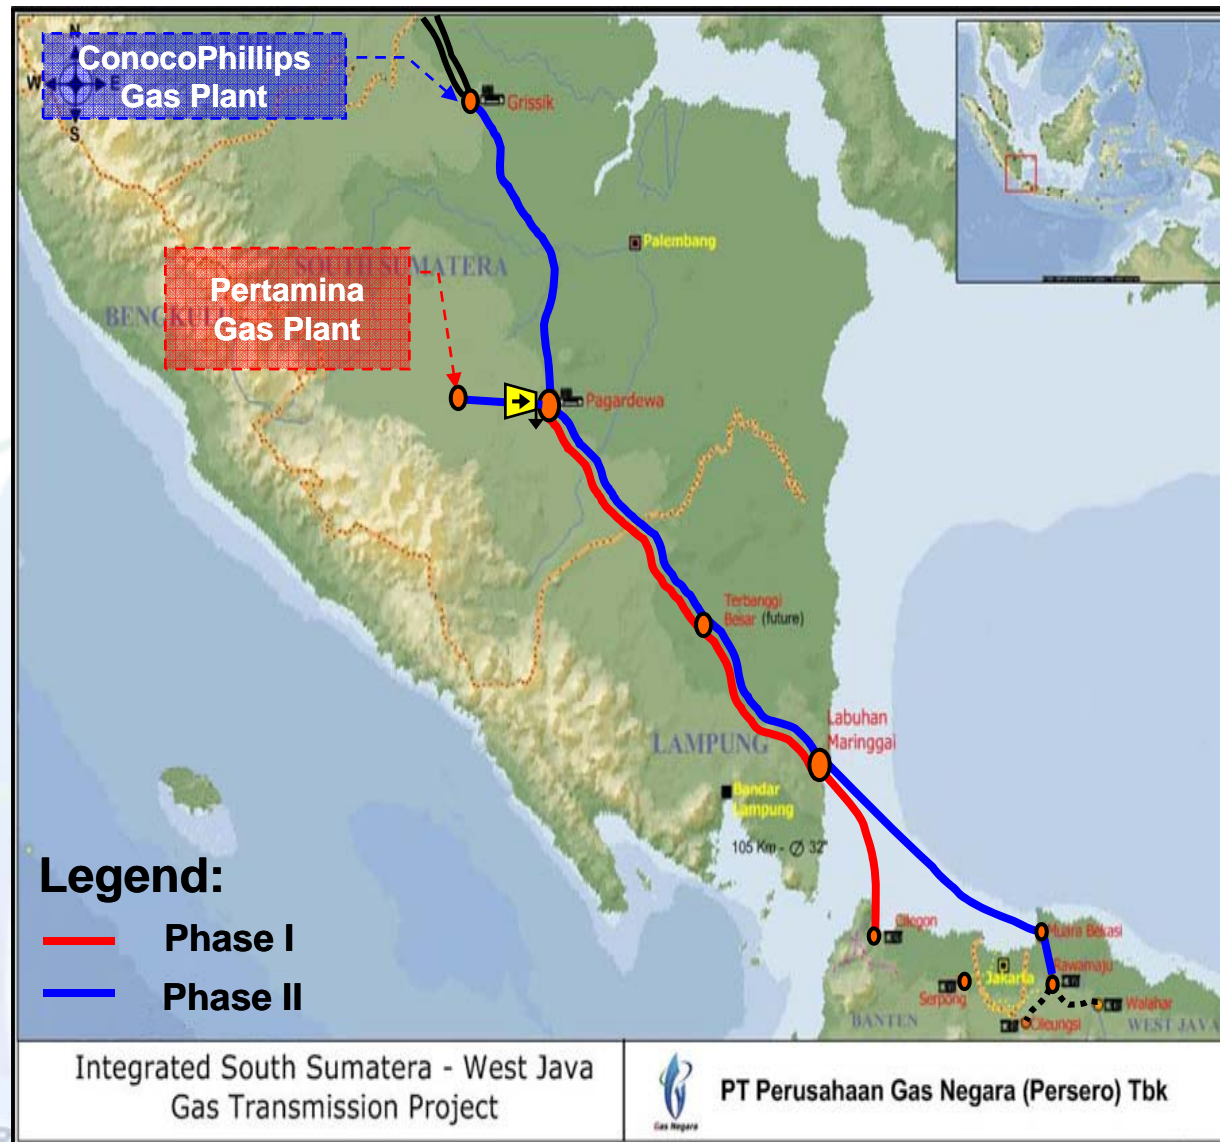 N
W
E
S
ConocoPhillips
Gas Plant
Grissik
Palembang
SOUTH SUMATERA
Pertamina
Gas Plant
BENGKULU
Pagardewa
Terbanggi
Besar (future)
Labuhan
Maringgai
LAMPUNG
Bandar
Lampung
105 Km - Ø 32"
Legend:
Phase I
Phase II
Cilegon
Muara Bekasi
Rawamaju
Jakarta
Serpong
Walahar
Cileungsi
BANTEN
WEST JAVA
Integrated South Sumatera - West Java
Gas Transmission Project
Gas Negara
PT Perusahaan Gas Negara (Persero) Tbk